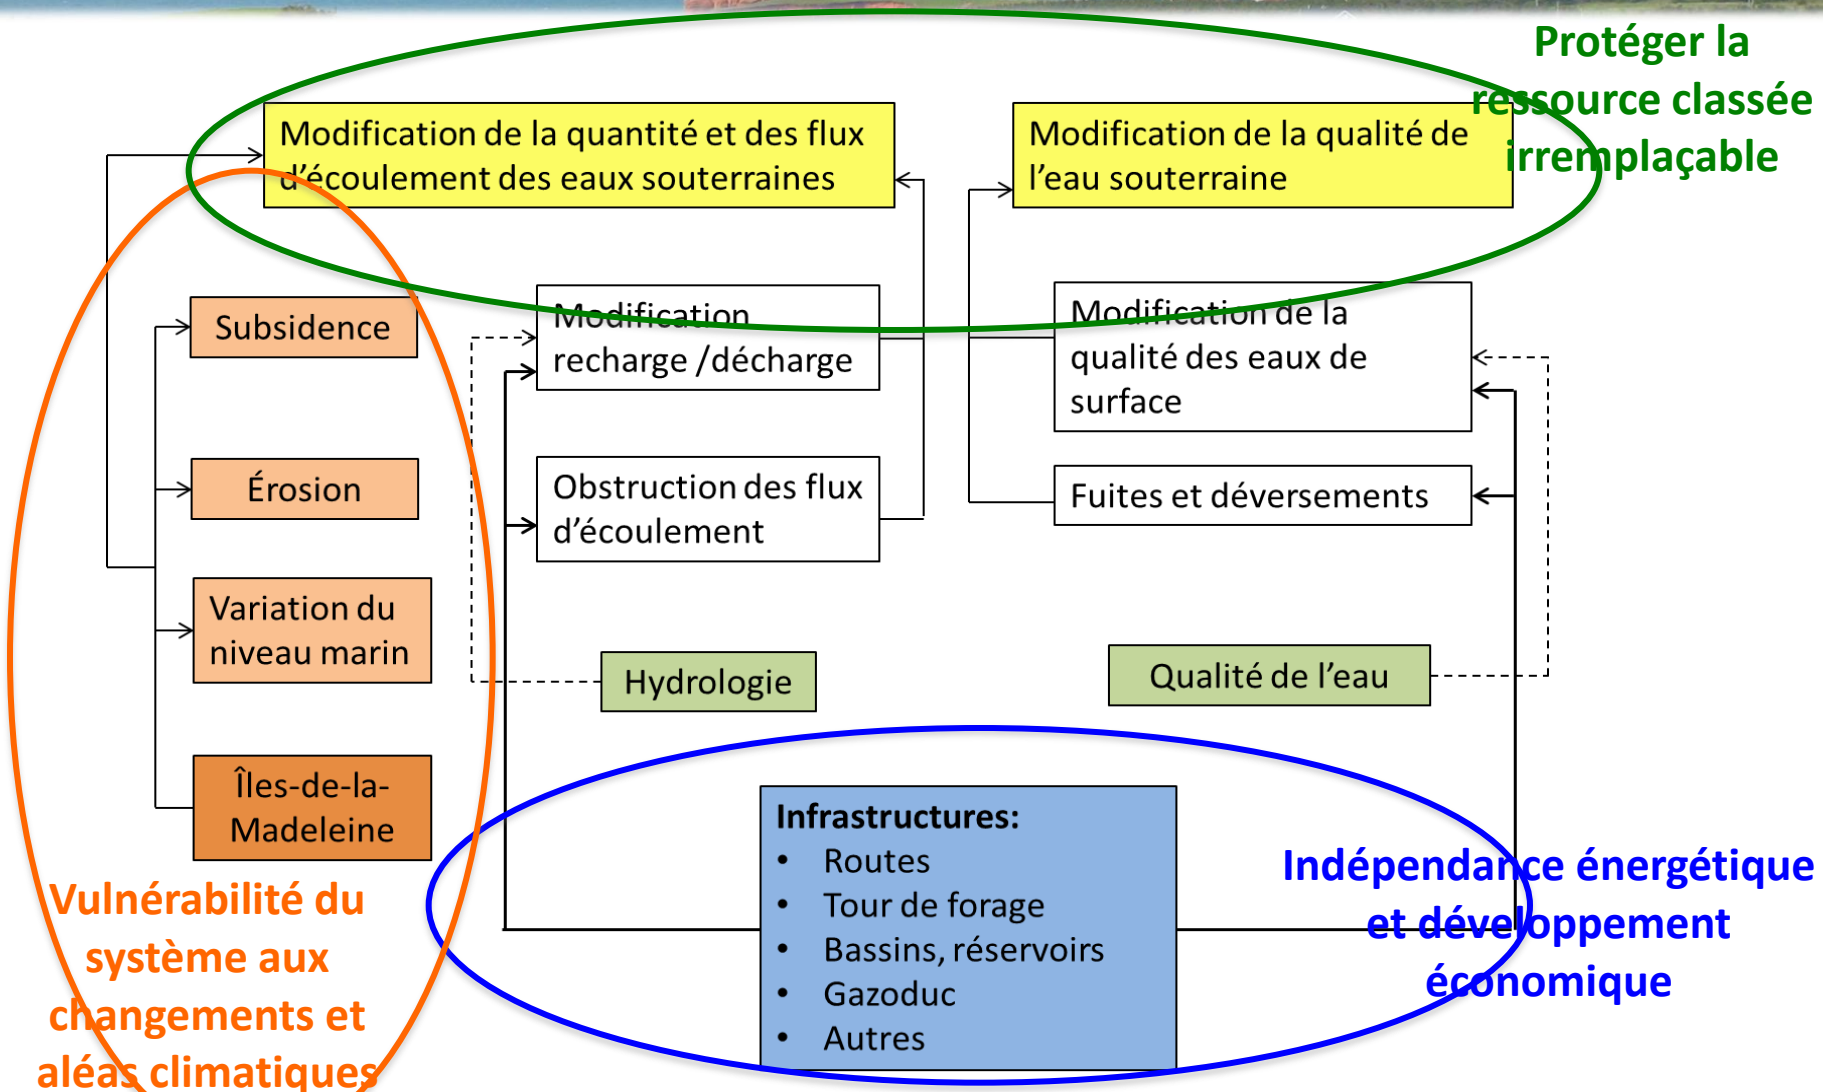 Protéger la
ressource classée
irremplaçable
Modification de la quantité et des flux
d'écoulement des eaux souterraines
Modification de la qualité de
l'eau souterraine
Subsidence
Modification
recharge /décharge
Modification de la
qualité des eaux de
surface
Érosion
Obstruction des flux
d'écoulement
Fuites et déversements
Variation du
niveau marin
Hydrologie
Qualité de l'eau
Îles-de-la-
Madeleine
Infrastructures:
• Routes
• Tour de forage
• Bassins, réservoirs
• Gazoduc
• Autres
Indépendance énergétique
et développement
économique
Vulnérabilité du
système aux
changements et
aléas climatiques